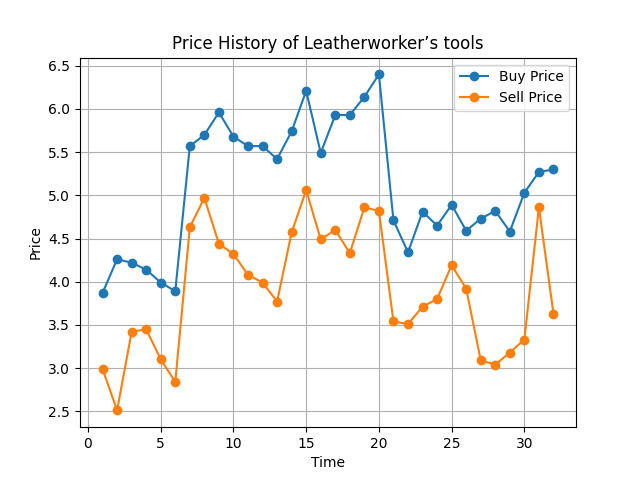 Price History of Leatherworker’s tools
Buy Price
Sell Price
6.5
6.0
5.5
5.0
4.5
4.0
3.5
3.0
2.5
Price
0 5 10 15 20 25 30
Time